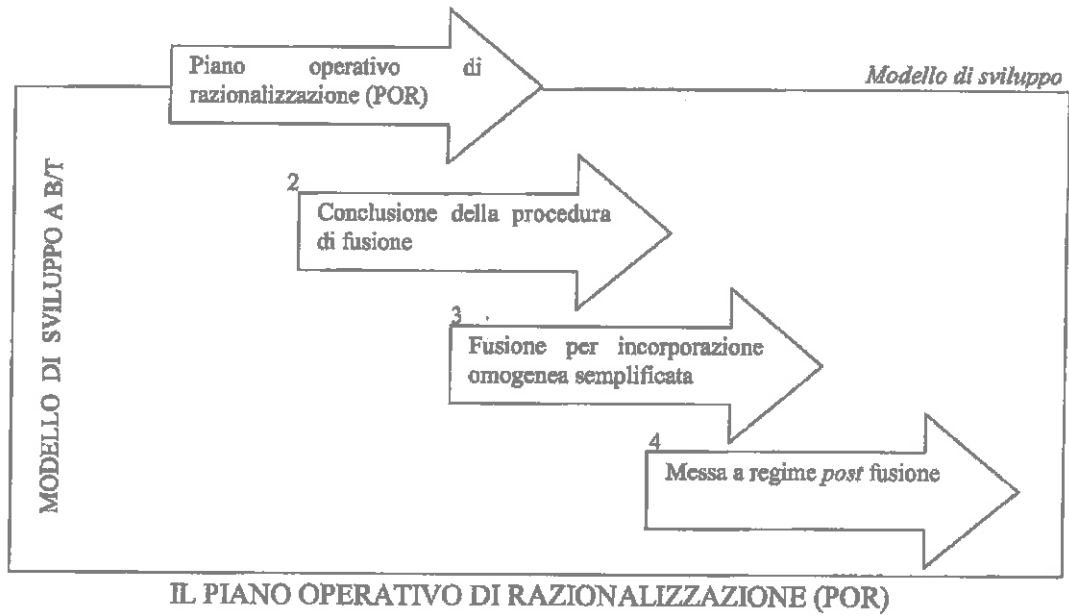 Piano operativo di
razionalizzazione (POR)
Modello di sviluppo
MODELLO DI SVILUPPO A B/T
2
Conclusione della procedura
di fusione
3
Fusione per incorporazione
omogenea semplificata
4
Messa a regime post fusione
IL PIANO OPERATIVO DI RAZIONALIZZAZIONE (POR)